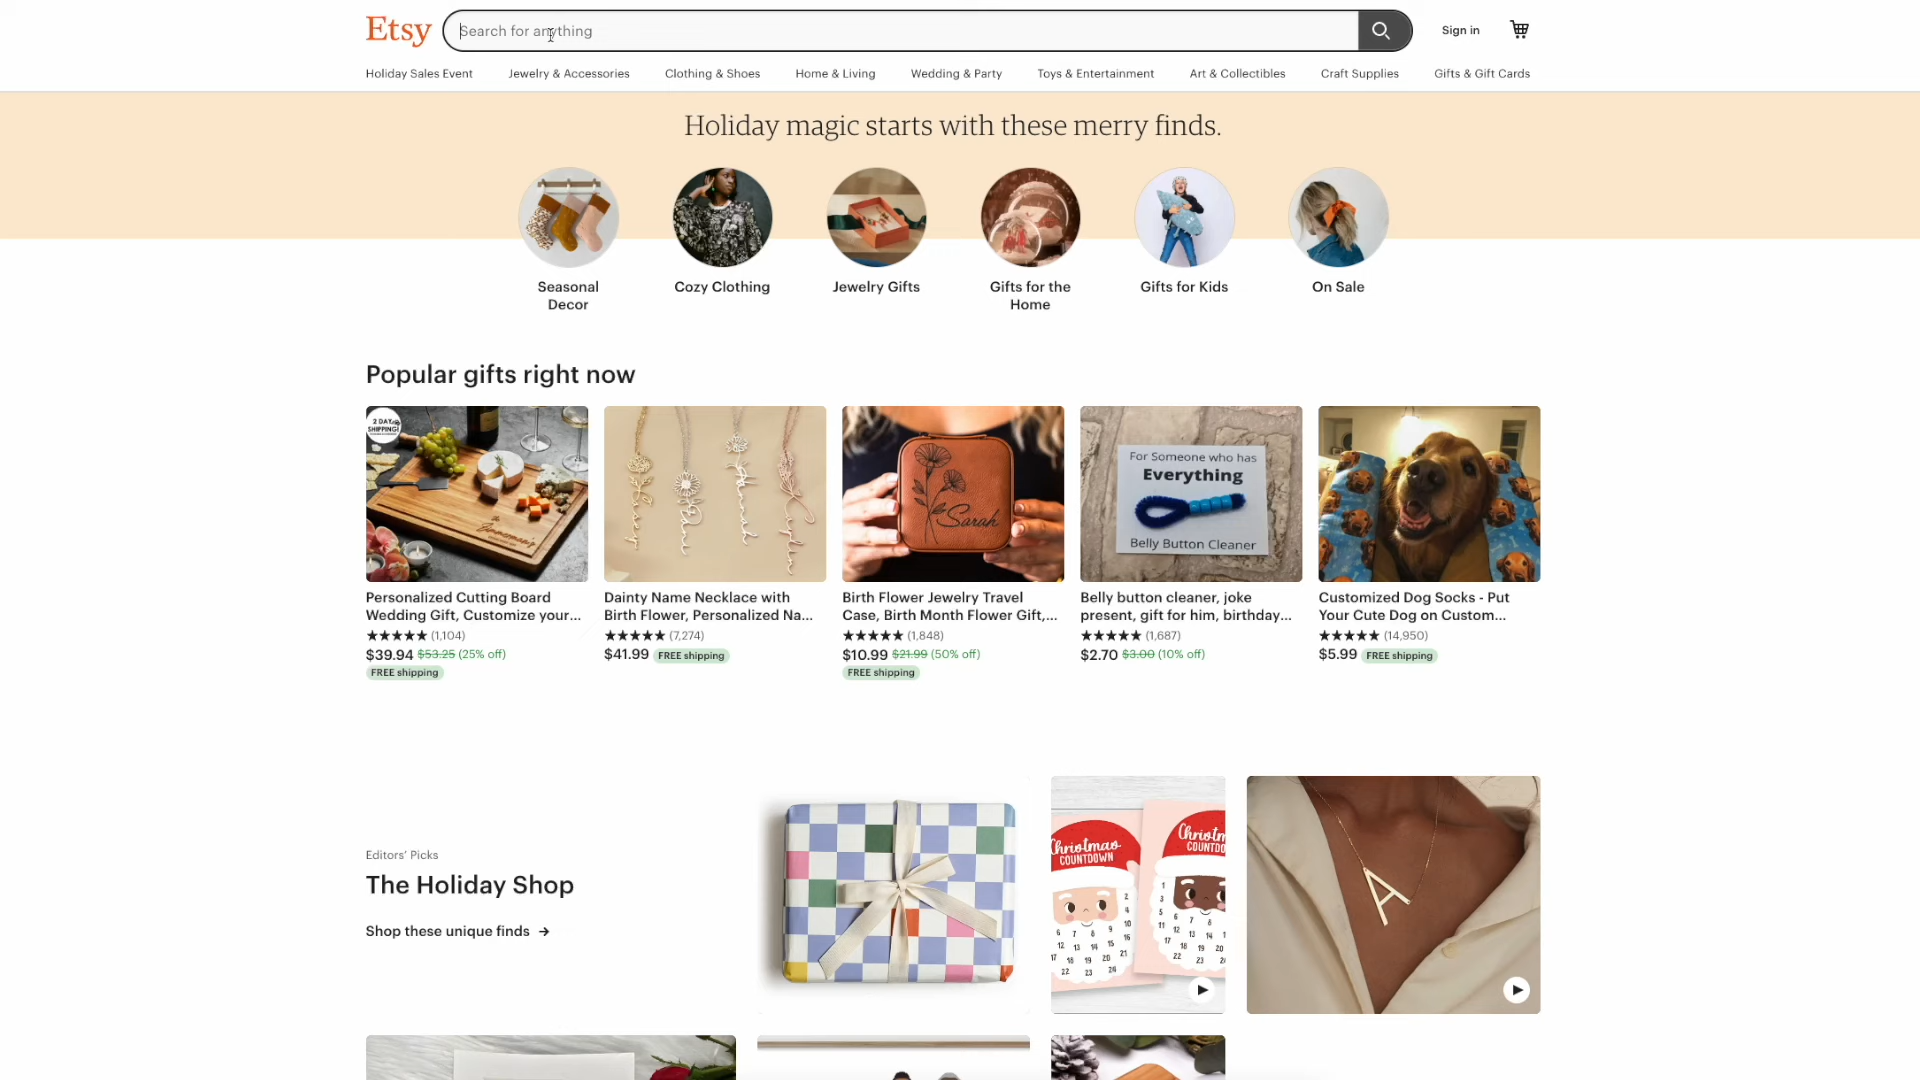 Etsy
Search for anything
Sign in
Holiday Sales Event
Jewelry & Accessories
Clothing & Shoes
Home & Living
Wedding & Party
Toys & Entertainment
Art & Collectibles
Craft Supplies
Gifts & Gift Cards
Holiday magic starts with these merry finds.
Seasonal
Decor
Cozy Clothing
Jewelry Gifts
Gifts for the
Home
Gifts for Kids
On Sale
Popular gifts right now
2 DAY
SHIPPING!
Personalized Cutting Board
Wedding Gift, Customize your...
(1,104)
$39.94 $53.25 (25% off)
FREE shipping
Dainty Name Necklace with
Birth Flower, Personalized Na...
(7,274)
$41.99 FREE shipping
Sarah
Birth Flower Jewelry Travel
Case, Birth Month Flower Gift,...
(1,848)
$10.99 $21.99 (50% off)
FREE shipping
For Someone who has
Everything
Belly Button Cleaner
Belly button cleaner, joke
present, gift for him, birthday...
(1,687)
$2.70 $3.00 (10% off)
Customized Dog Socks - Put
Your Cute Dog on Custom...
(14,950)
$5.99 FREE shipping
Editors' Picks
The Holiday Shop
Shop these unique finds →
Christmas
COUNTDOWN
A